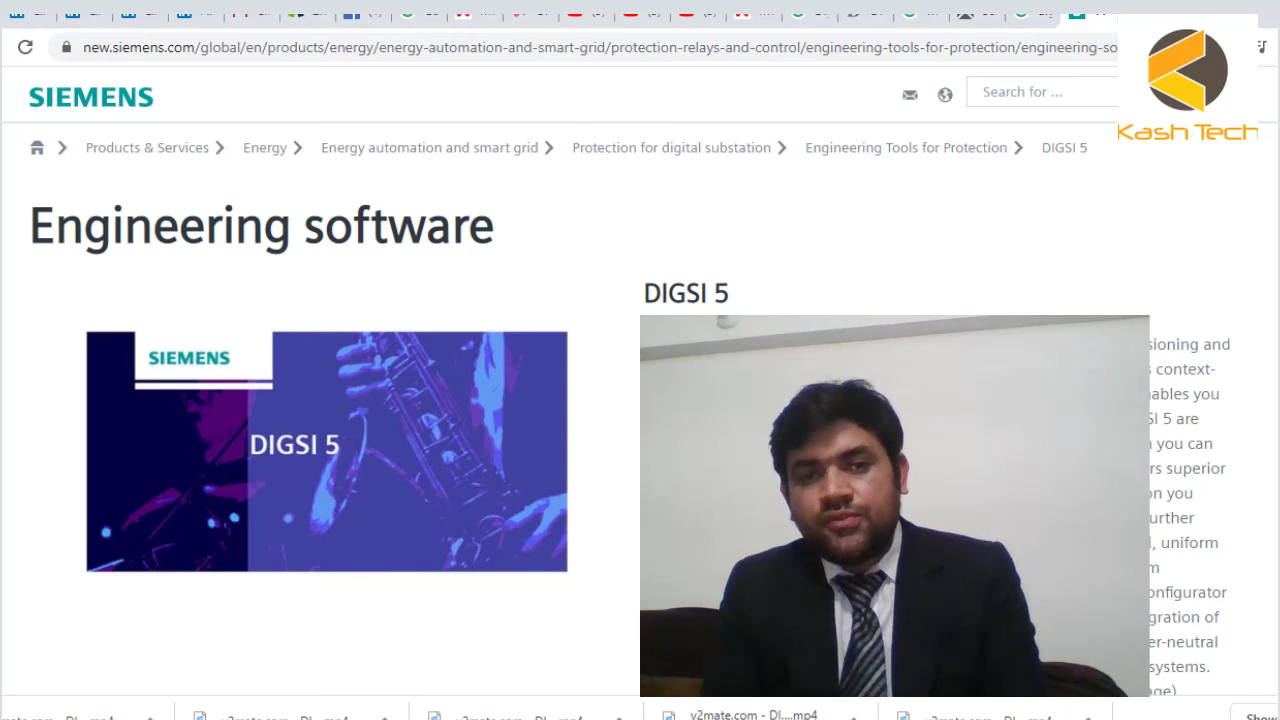 new.siemens.com/global/en/products/energy/energy-automation-and-smart-grid/protection-relays-and-control/engineering-tools-for-protection/engineering-so
SIEMENS
Search for ...
Kash Tech
Products & Services
Energy
Energy automation and smart grid
Protection for digital substation
Engineering Tools for Protection
DIGSI 5
Engineering software
DIGSI 5
SIEMENS
DIGSI 5
sioning and
context-
ables you
SI 5 are
you can
rs superior
on you
urther
, uniform
m
onfigurator
gration of
er-neutral
systems.
ge)
v2mate.com - DI....mp4
Show